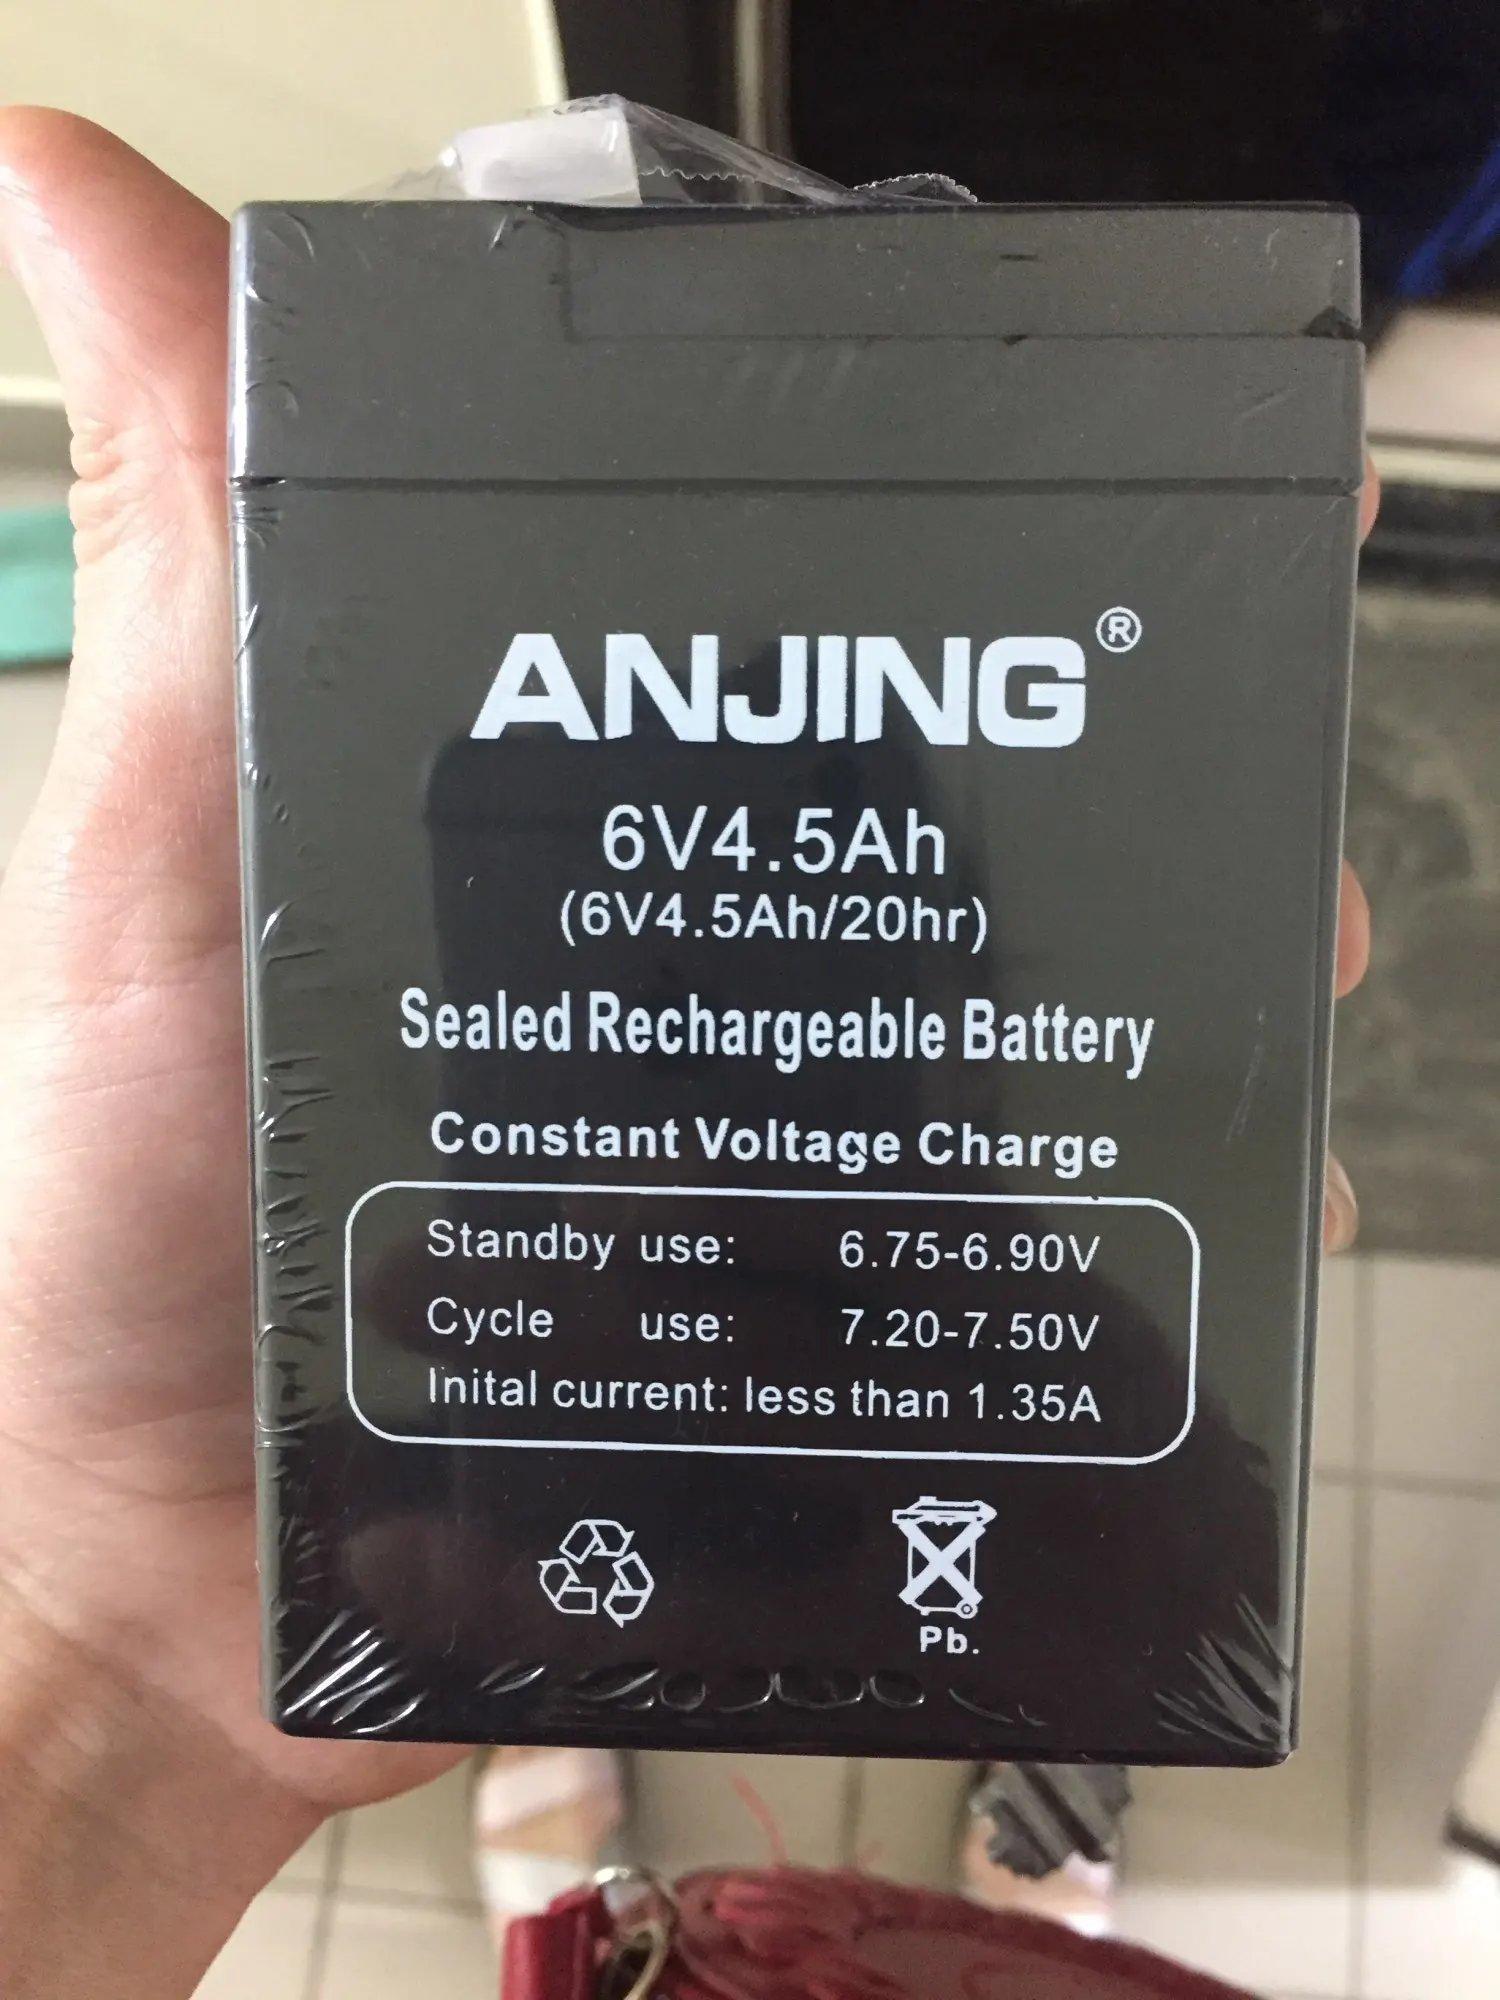 ANJING®
6V4.5Ah
(6V4.5Ah/20hr)
Sealed Rechargeable Battery
Constant Voltage Charge
Standby use: 6.75-6.90V
Cycle use: 7.20-7.50V
Inital current: less than 1.35A
Pb.